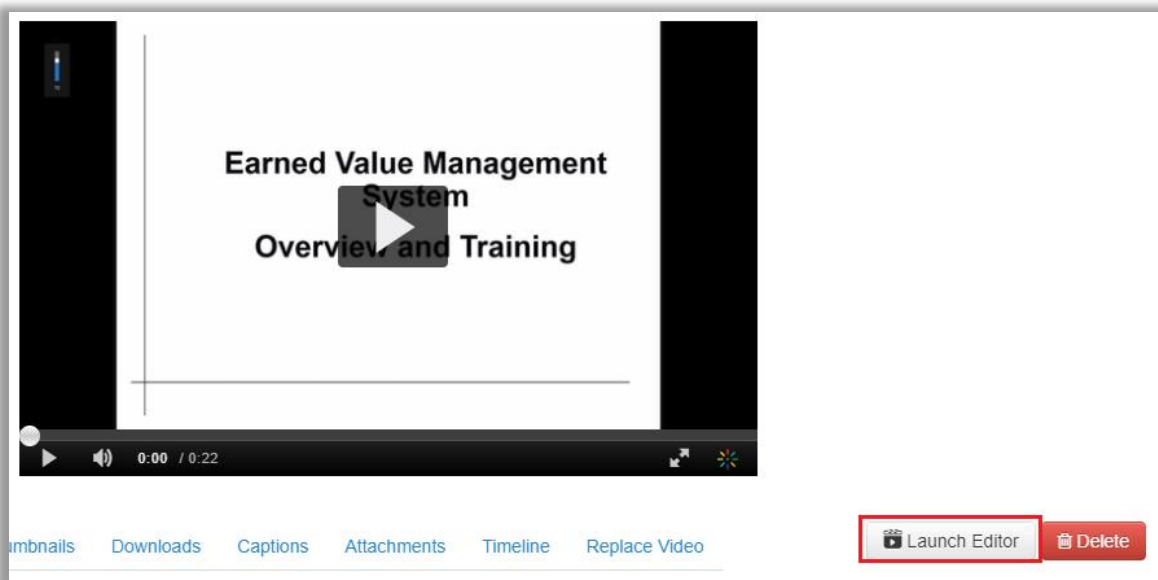 Earned Value Management
System
Overview and Training
0:00 / 0:22
umbnails Downloads Captions Attachments Timeline Replace Video
Launch Editor Delete